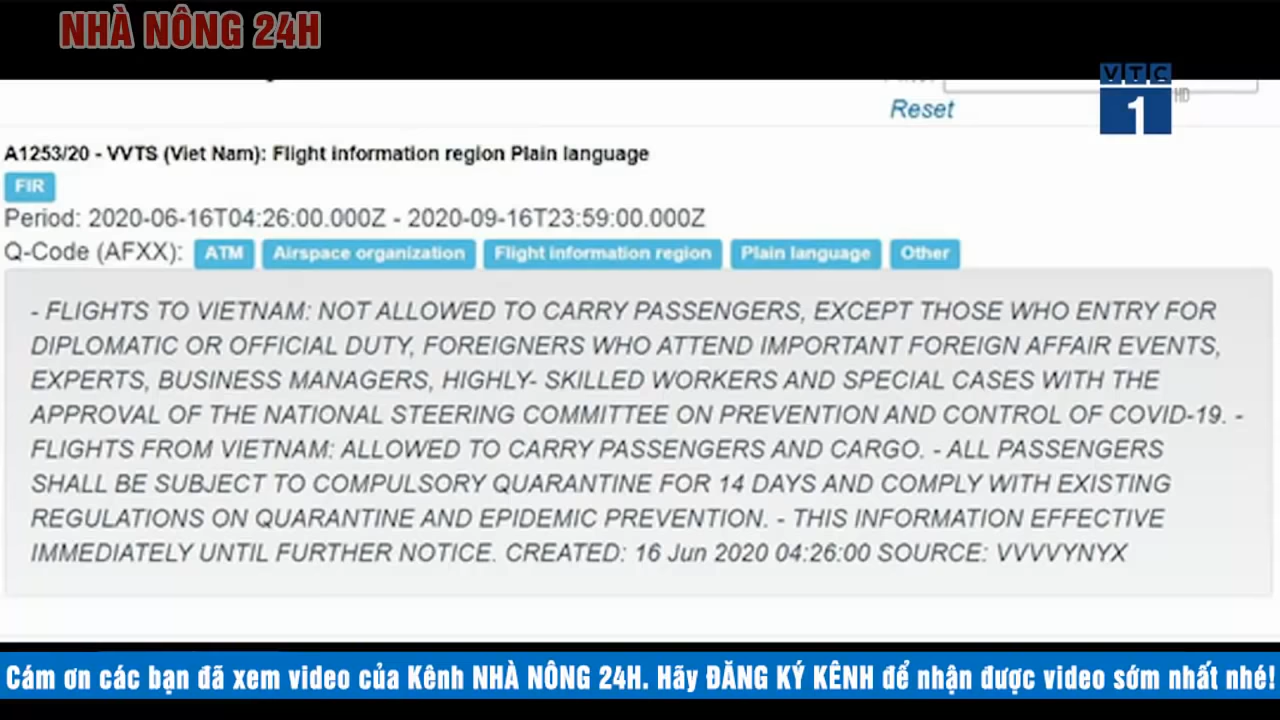 NHÀ NÔNG 24H
VTC
1
HD
Reset
A1253/20 - VVTS (Viet Nam): Flight information region Plain language
FIR
Period: 2020-06-16T04:26:00.000Z - 2020-09-16T23:59:00.000Z
Q-Code (AFXX): ATM Airspace organization Flight information region Plain language Other
- FLIGHTS TO VIETNAM: NOT ALLOWED TO CARRY PASSENGERS, EXCEPT THOSE WHO ENTRY FOR
DIPLOMATIC OR OFFICIAL DUTY, FOREIGNERS WHO ATTEND IMPORTANT FOREIGN AFFAIR EVENTS,
EXPERTS, BUSINESS MANAGERS, HIGHLY- SKILLED WORKERS AND SPECIAL CASES WITH THE
APPROVAL OF THE NATIONAL STEERING COMMITTEE ON PREVENTION AND CONTROL OF COVID-19. -
FLIGHTS FROM VIETNAM: ALLOWED TO CARRY PASSENGERS AND CARGO. - ALL PASSENGERS
SHALL BE SUBJECT TO COMPULSORY QUARANTINE FOR 14 DAYS AND COMPLY WITH EXISTING
REGULATIONS ON QUARANTINE AND EPIDEMIC PREVENTION. - THIS INFORMATION EFFECTIVE
IMMEDIATELY UNTIL FURTHER NOTICE. CREATED: 16 Jun 2020 04:26:00 SOURCE: VVVVYNYX
Cám ơn các bạn đã xem video của Kênh NHÀ NÔNG 24H. Hãy ĐĂNG KÝ KÊNH để nhận được video sớm nhất nhé!